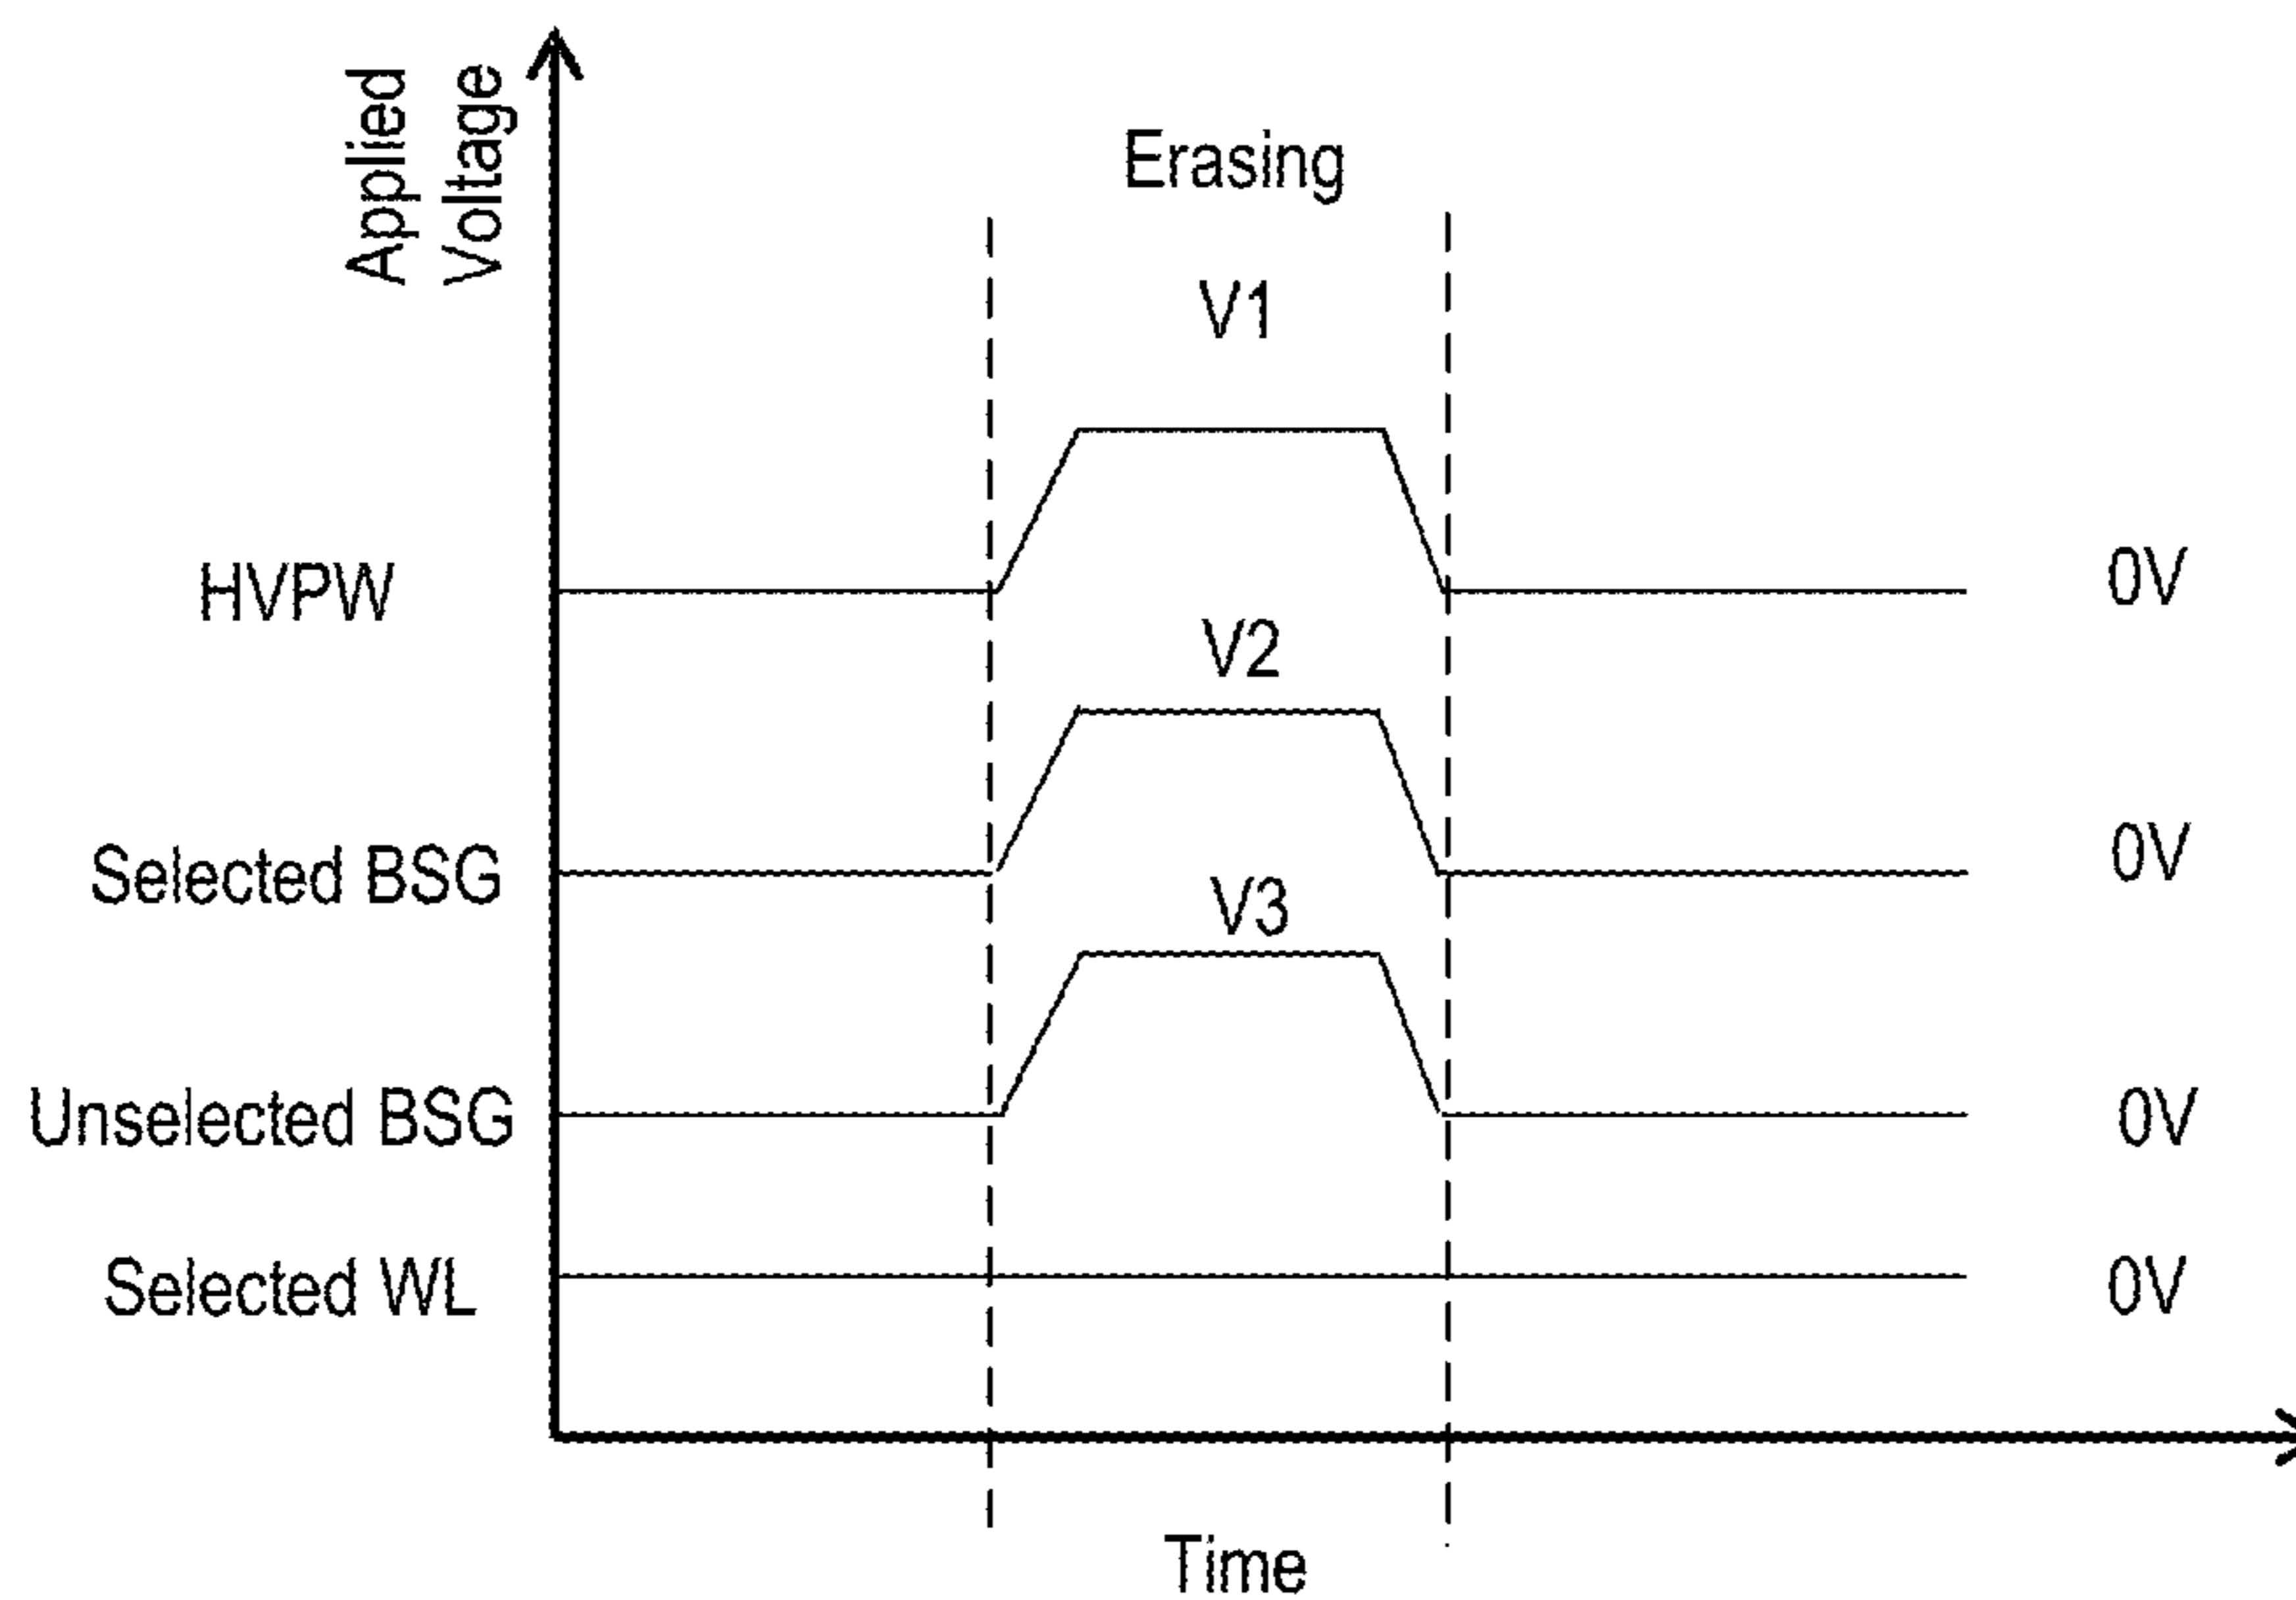 Applied
Voltage
Erasing
V1
HVPW
0V
V2
Selected BSG
0V
V3
Unselected BSG
0V
Selected WL
0V
Time